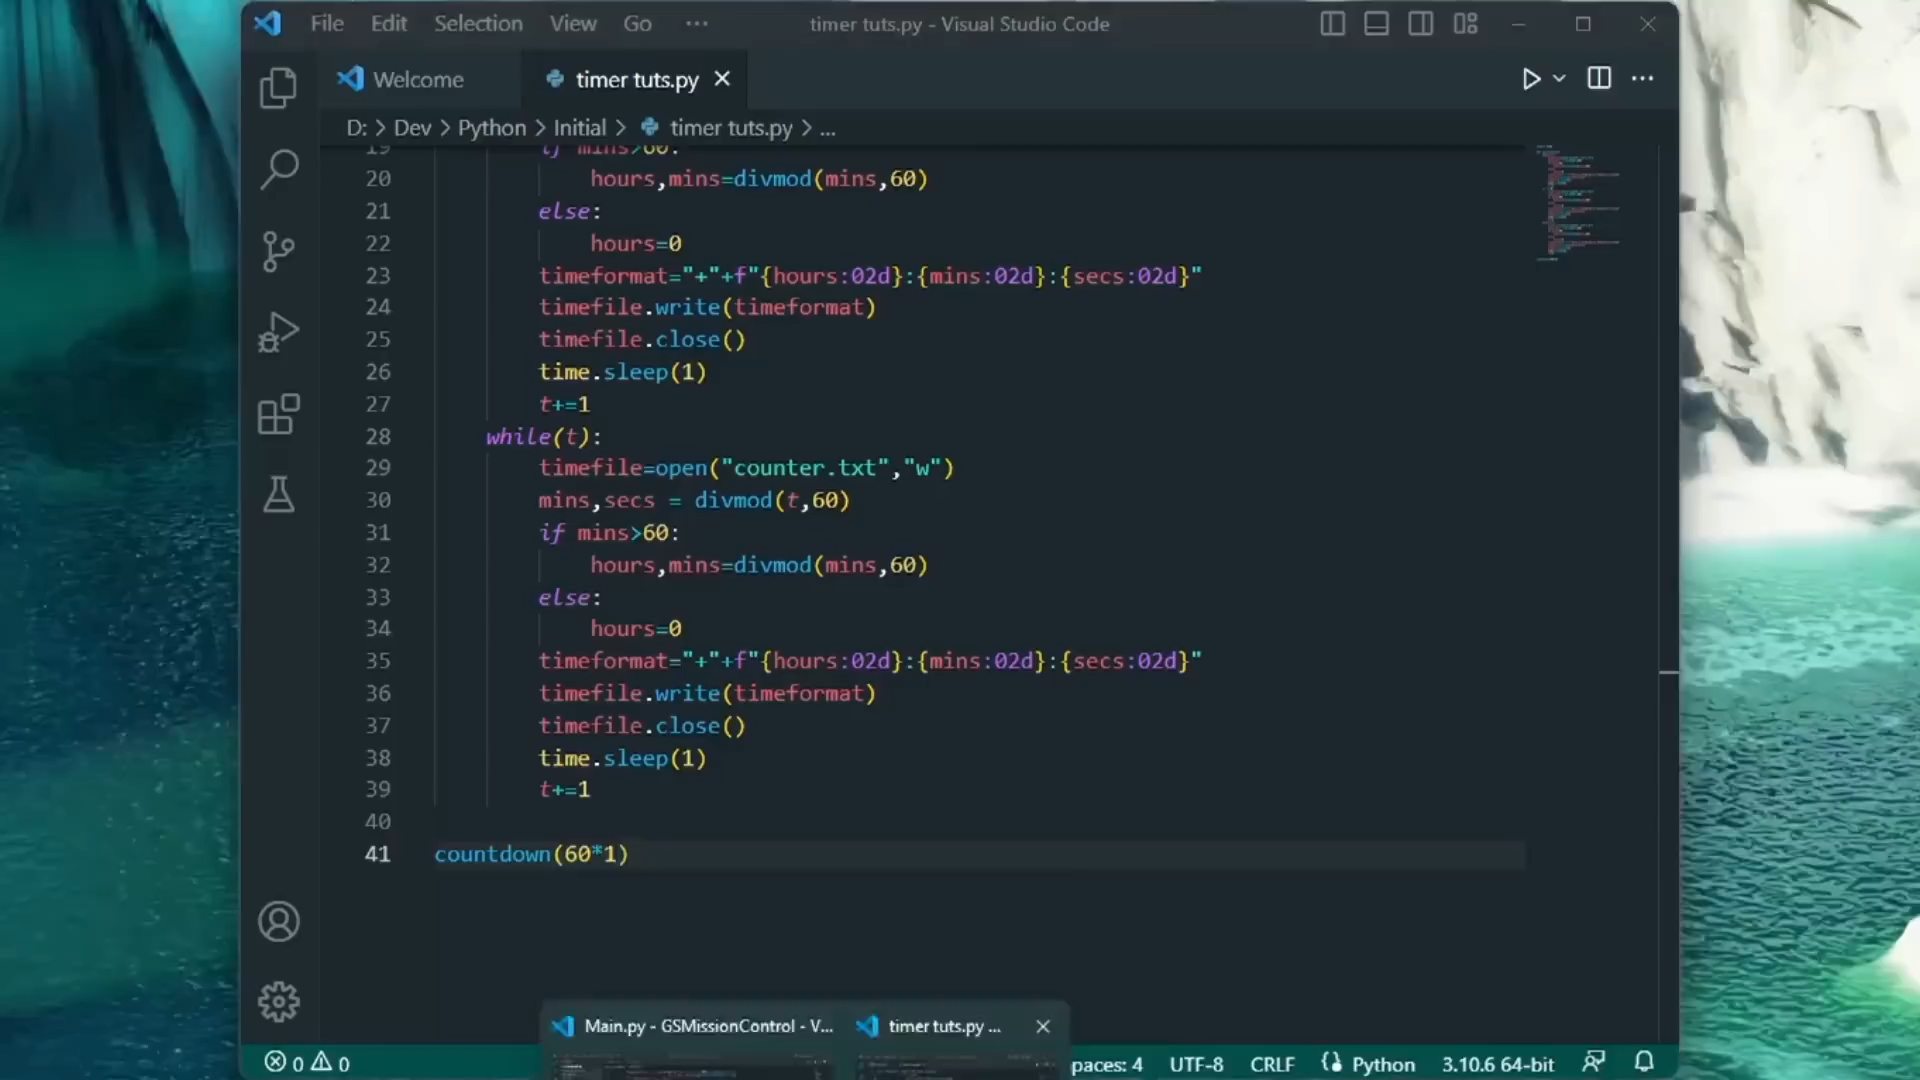 File Edit Selection View Go ··· timer tuts.py - Visual Studio Code
Welcome timer tuts.py
D: > Dev > Python > Initial > timer tuts.py > ...
19 if mins>60:
20 hours,mins=divmod(mins,60)
21 else:
22 hours=0
23 timeformat="+"+f"{hours:02d}:{mins:02d}:{secs:02d}"
24 timefile.write(timeformat)
25 timefile.close()
26 time.sleep(1)
27 t+=1
28 while(t):
29 timefile=open("counter.txt","w")
30 mins,secs = divmod(t,60)
31 if mins>60:
32 hours,mins=divmod(mins,60)
33 else:
34 hours=0
35 timeformat="+"+f"{hours:02d}:{mins:02d}:{secs:02d}"
36 timefile.write(timeformat)
37 timefile.close()
38 time.sleep(1)
39 t+=1
40
41 countdown(60*1)
Main.py - GSMissionControl - V... timer tuts.py ...
0 0 paces: 4 UTF-8 CRLF Python 3.10.6 64-bit